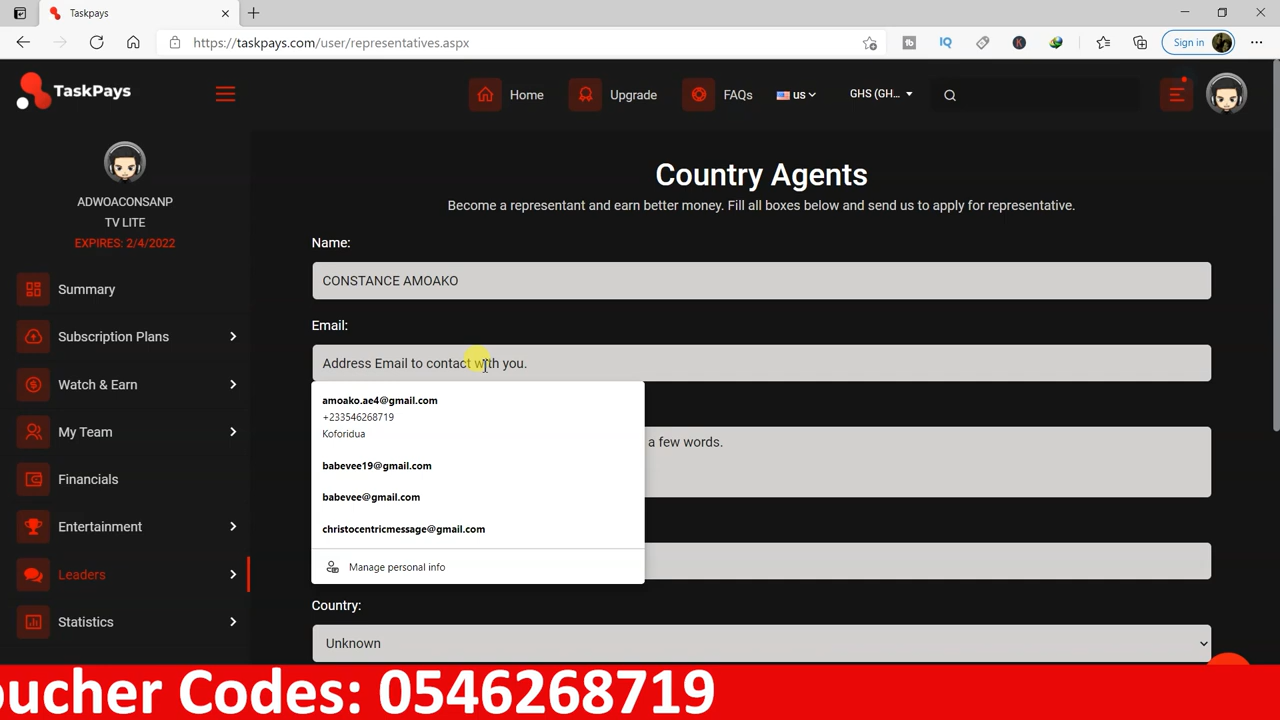 Taskpays
https://taskpays.com/user/representatives.aspx
Sign in
TaskPays
Home
Upgrade
FAQs
us
GHS (GH...
ADWOACONSANP
TV LITE
EXPIRES: 2/4/2022
Summary
Subscription Plans
Watch & Earn
My Team
Financials
Entertainment
Leaders
Statistics
Country Agents
Become a representant and earn better money. Fill all boxes below and send us to apply for representative.
Name:
CONSTANCE AMOAKO
Email:
Address Email to contact with you.
amoako.ae4@gmail.com
+233546268719
Koforidua
babevee19@gmail.com
babevee@gmail.com
christocentricmessage@gmail.com
Manage personal info
a few words.
Country:
Unknown
oucher Codes: 0546268719